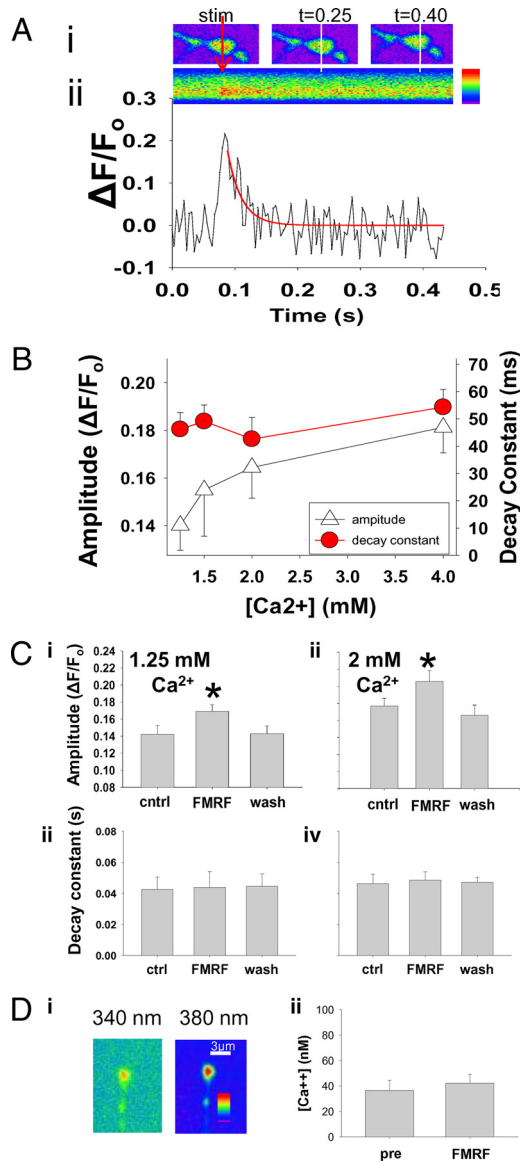 A
i
stim
t=0.25
t=0.40
ii
0.3
0.2
0.1
0.0
-0.1
ΔF/Fo
0.0 0.1 0.2 0.3 0.4 0.5
Time (s)
B
0.20
0.18
0.16
0.14
Amplitude (ΔF/Fo)
70
60
50
40
30
20
10
0
Decay Constant (ms)
ampitude
decay constant
1.5 2.0 2.5 3.0 3.5 4.0
[Ca2+] (mM)
C
i
0.24
0.22
0.20
0.18
0.16
0.14
0.12
0.10
0.08
Amplitude (ΔF/Fo)
1.25 mM
Ca2+
*
cntrl FMRF wash
ii
2 mM
Ca2+
*
cntrl FMRF wash
ii
0.08
0.06
0.04
0.02
0.00
Decay constant (s)
ctrl FMRF wash
iv
ctrl FMRF wash
D
i
340 nm
380 nm
3μm
ii
100
80
60
40
20
0
[Ca++] (nM)
pre FMRF